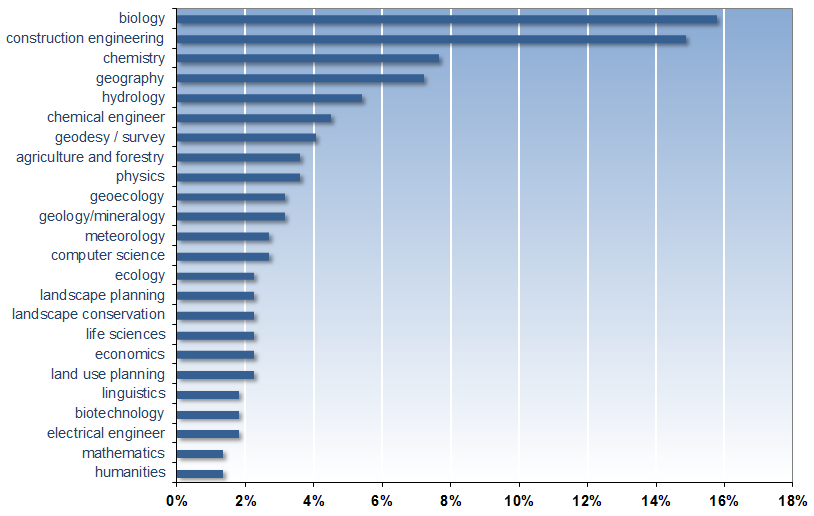 biology
construction engineering
chemistry
geography
hydrology
chemical engineer
geodesy / survey
agriculture and forestry
physics
geoecology
geology/mineralogy
meteorology
computer science
ecology
landscape planning
landscape conservation
life sciences
economics
land use planning
linguistics
biotechnology
electrical engineer
mathematics
humanities
0% 2% 4% 6% 8% 10% 12% 14% 16% 18%